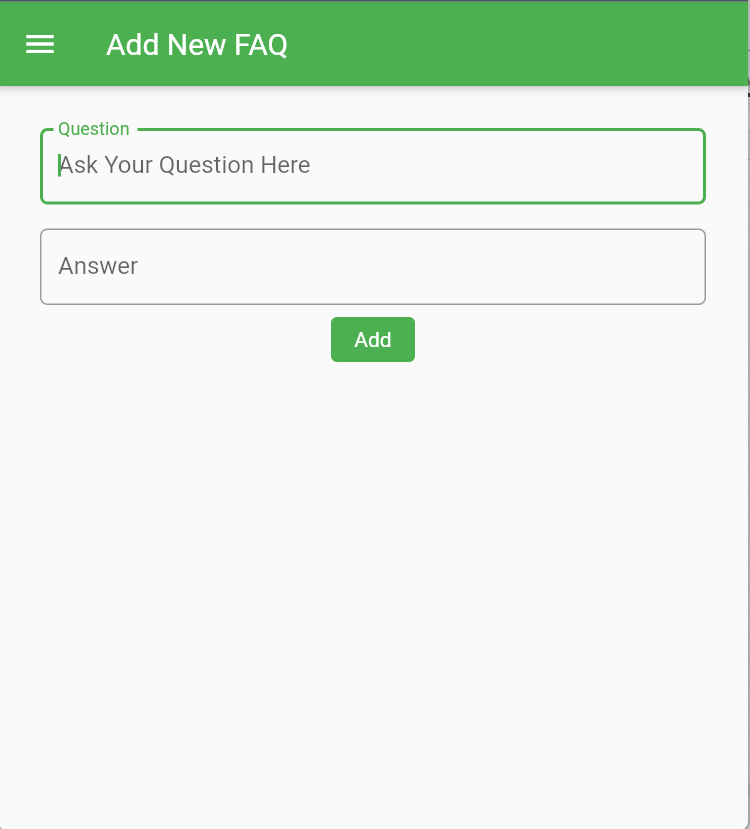 Add New FAQ
Question
Ask Your Question Here
Answer
Add